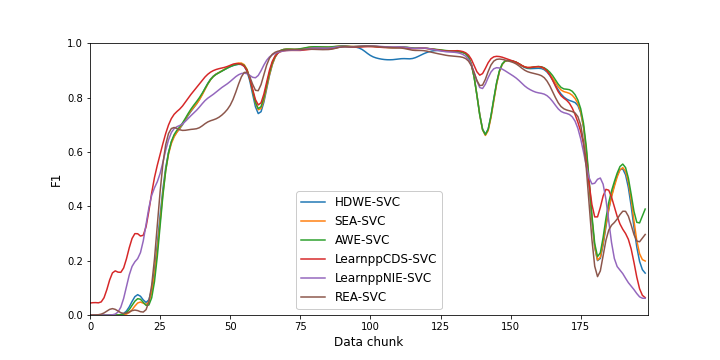 1.0
0.8
0.6
0.4
0.2
0.0
F1
0 25 50 75 100 125 150 175
Data chunk
HDWE-SVC
SEA-SVC
AWE-SVC
LearnppCDS-SVC
LearnppNIE-SVC
REA-SVC